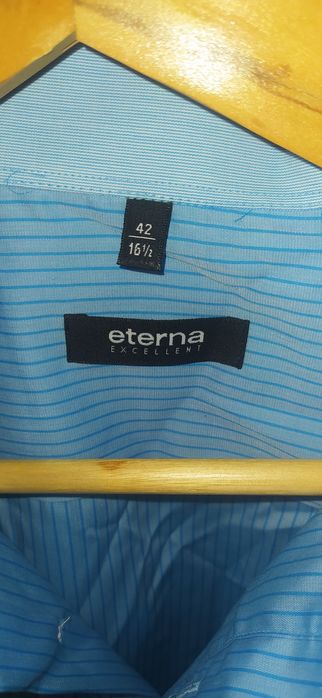 42
16½
eterna
EXCELLENT